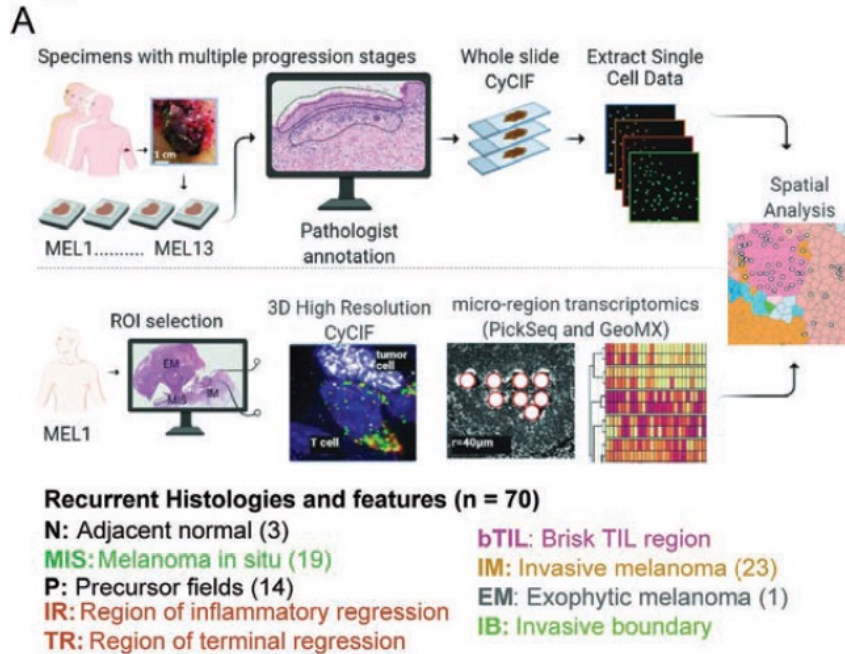 A
Specimens with multiple progression stages
Whole slide
CyCIF
Extract Single
Cell Data
1 cm
MEL1.......... MEL13
Pathologist
annotation
Spatial
Analysis
ROI selection
3D High Resolution
CyCIF
micro-region transcriptomics
(PickSeq and GeoMX)
MEL1
EM
IM
MIS
tumor
cell
T cell
r=40µm
Recurrent Histologies and features (n = 70)
N: Adjacent normal (3)
MIS: Melanoma in situ (19)
P: Precursor fields (14)
IR: Region of inflammatory regression
TR: Region of terminal regression
bTIL: Brisk TIL region
IM: Invasive melanoma (23)
EM: Exophytic melanoma (1)
IB: Invasive boundary